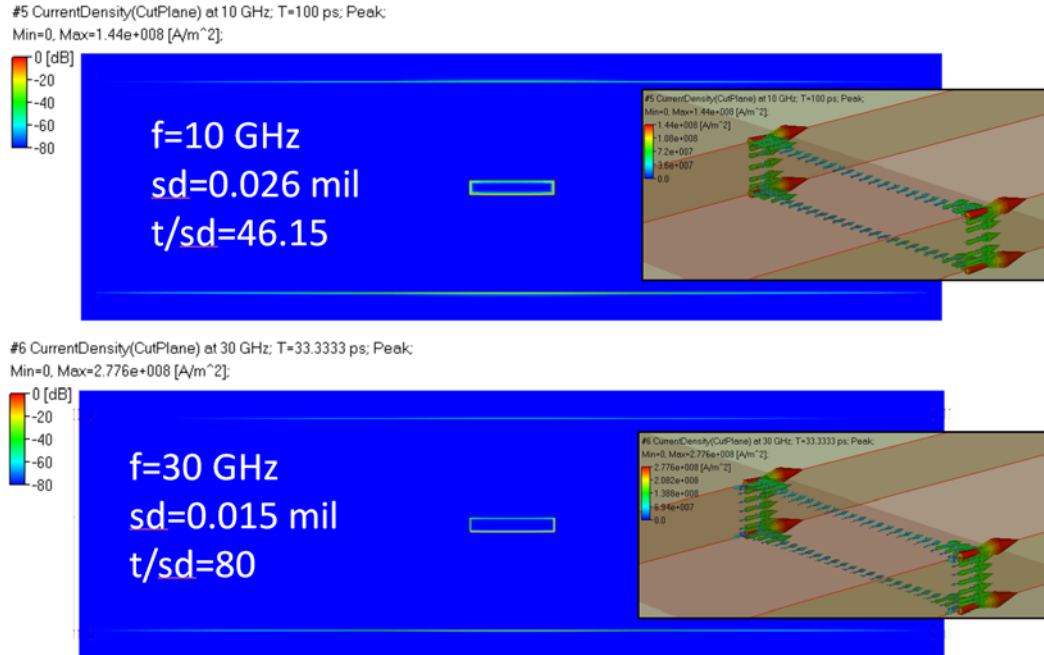 #5 CurrentDensity(CutPlane) at 10 GHz; T=100 ps; Peak;
Min=0, Max=1.44e+008 [A/m^2];
0 [dB]
-20
-40
-60
-80
f=10 GHz
sd=0.026 mil
t/sd=46.15
#5 CurrentDensity(CutPlane) at 10 GHz; T=100 ps; Peak;
Min=0, Max=1.44e+008 [A/m^2];
1.44e+008 [A/m^2]
1.08e+008
7.2e+007
3.6e+007
0.0
#6 CurrentDensity(CutPlane) at 30 GHz; T=33.3333 ps; Peak;
Min=0, Max=2.776e+008 [A/m^2];
0 [dB]
-20
-40
-60
-80
f=30 GHz
sd=0.015 mil
t/sd=80
#6 CurrentDensity(CutPlane) at 30 GHz; T=33.3333 ps; Peak;
Min=0, Max=2.776e+008 [A/m^2];
2.776e+008 [A/m^2]
2.082e+008
1.388e+008
6.94e+007
0.0